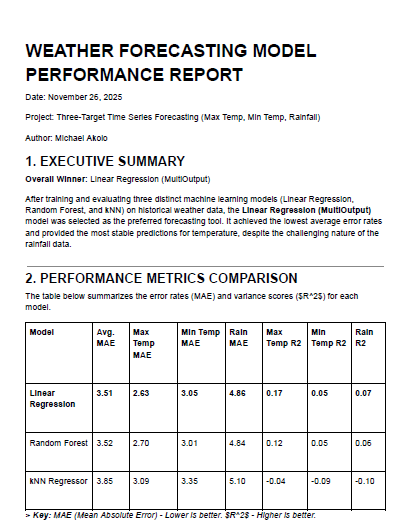 WEATHER FORECASTING MODEL
PERFORMANCE REPORT
Date: November 26, 2025
Project: Three-Target Time Series Forecasting (Max Temp, Min Temp, Rainfall)
Author: Michael Akolo
1. EXECUTIVE SUMMARY
Overall Winner: Linear Regression (MultiOutput)
After training and evaluating three distinct machine learning models (Linear Regression,
Random Forest, and kNN) on historical weather data, the Linear Regression (MultiOutput)
model was selected as the preferred forecasting tool. It achieved the lowest average error rates
and provided the most stable predictions for temperature, despite the challenging nature of the
rainfall data.
2. PERFORMANCE METRICS COMPARISON
The table below summarizes the error rates (MAE) and variance scores ($R^2$) for each
model.
Model Avg. MAE Max Temp MAE Min Temp MAE Rain MAE Max Temp R2 Min Temp R2 Rain R2
Linear Regression 3.51 2.63 3.05 4.86 0.17 0.05 0.07
Random Forest 3.52 2.70 3.01 4.84 0.12 0.05 0.06
kNN Regressor 3.85 3.09 3.35 5.10 -0.04 -0.09 -0.10
> Key: MAE (Mean Absolute Error) - Lower is better. $R^2$ - Higher is better.